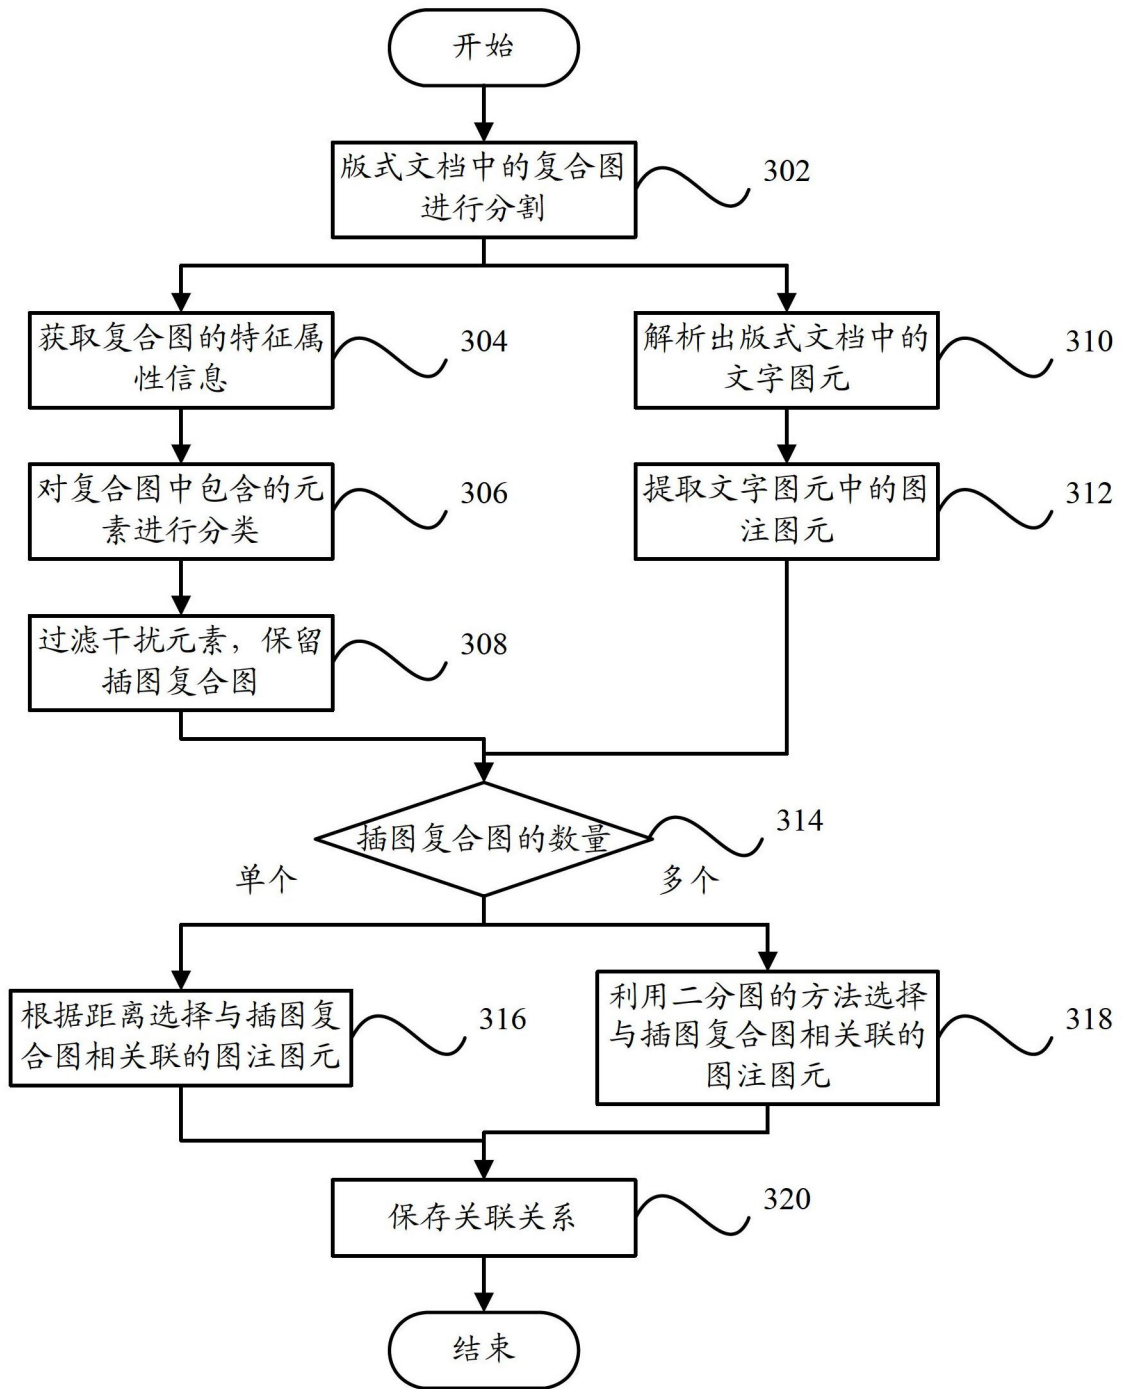 开始
版式文档中的复合图
进行分割
302
获取复合图的特征属
性信息
304
解析出版式文档中的
文字图元
310
对复合图中包含的元
素进行分类
306
提取文字图元中的图
注图元
312
过滤干扰元素，保留
插图复合图
308
插图复合图的数量
314
单个
多个
根据距离选择与插图复
合图相关联的图注图元
316
利用二分图的方法选择
与插图复合图相关联的
图注图元
318
保存关联关系
320
结束